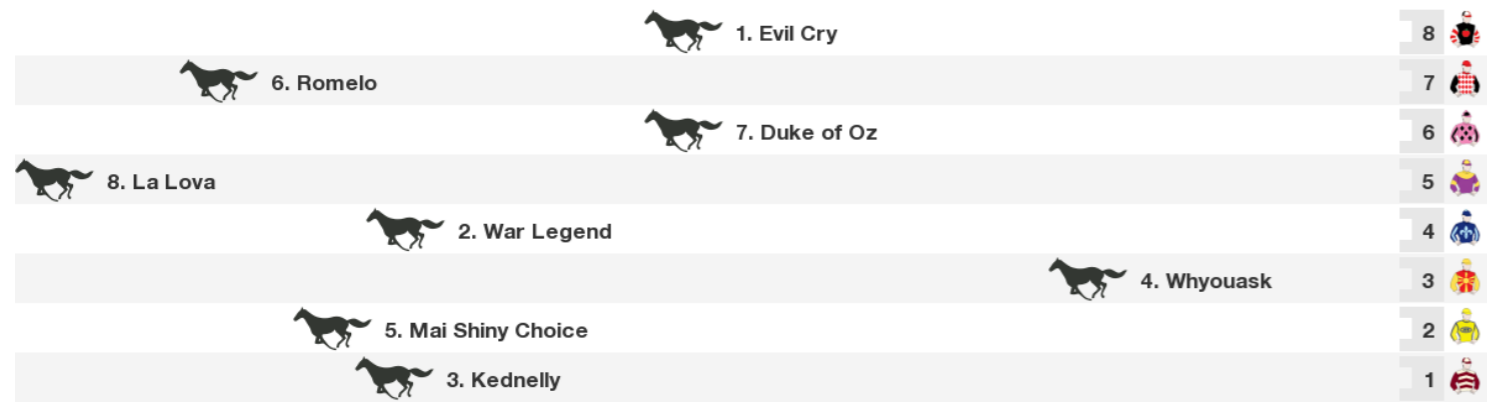 1. Evil Cry 8
6. Romelo 7
7. Duke of Oz 6
8. La Lova 5
2. War Legend 4
4. Whyouask 3
5. Mai Shiny Choice 2
3. Kednelly 1